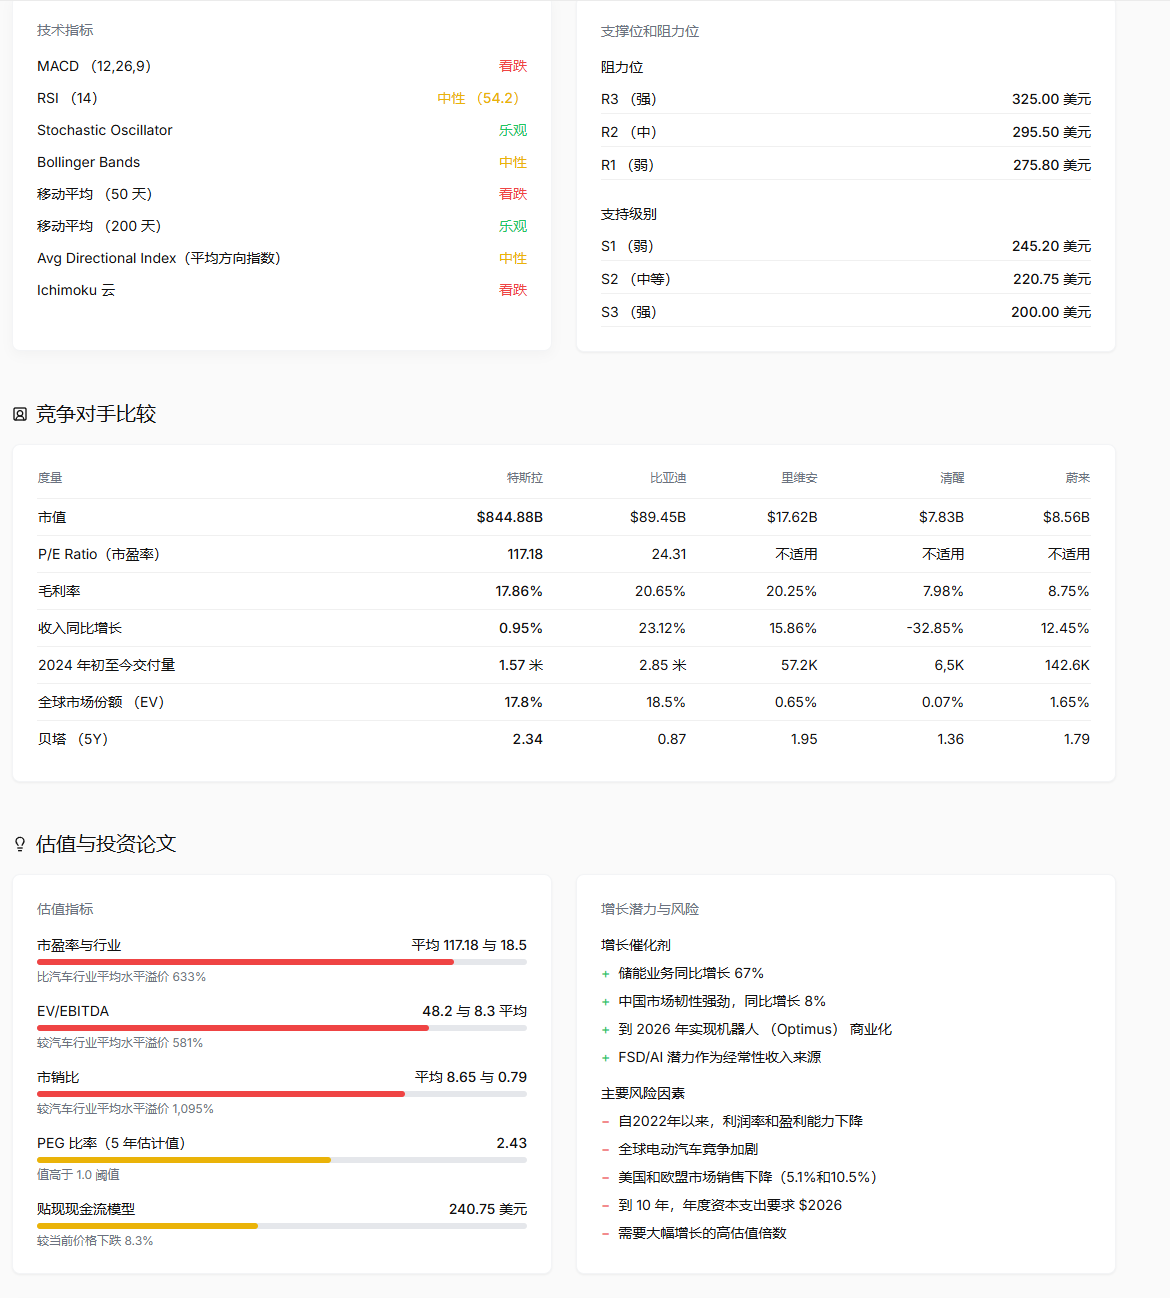 技术指标
MACD （12,26,9） 看跌
RSI （14） 中性 （54.2）
Stochastic Oscillator 乐观
Bollinger Bands 中性
移动平均 （50 天） 看跌
移动平均 （200 天） 乐观
Avg Directional Index（平均方向指数） 中性
Ichimoku 云 看跌
支撑位和阻力位
阻力位
R3 （强） 325.00 美元
R2 （中） 295.50 美元
R1 （弱） 275.80 美元
支持级别
S1 （弱） 245.20 美元
S2 （中等） 220.75 美元
S3 （强） 200.00 美元
竞争对手比较
度量 特斯拉 比亚迪 里维安 清醒 蔚来
市值 $844.88B $89.45B $17.62B $7.83B $8.56B
P/E Ratio（市盈率） 117.18 24.31 不适用 不适用 不适用
毛利率 17.86% 20.65% 20.25% 7.98% 8.75%
收入同比增长 0.95% 23.12% 15.86% -32.85% 12.45%
2024 年初至今交付量 1.57 米 2.85 米 57.2K 6,5K 142.6K
全球市场份额 （EV） 17.8% 18.5% 0.65% 0.07% 1.65%
贝塔 （5Y） 2.34 0.87 1.95 1.36 1.79
估值与投资论文
估值指标
市盈率与行业 平均 117.18 与 18.5
比汽车行业平均水平溢价 633%
EV/EBITDA 48.2 与 8.3 平均
较汽车行业平均水平溢价 581%
市销比 平均 8.65 与 0.79
较汽车行业平均水平溢价 1,095%
PEG 比率（5 年估计值） 2.43
值高于 1.0 阈值
贴现现金流模型 240.75 美元
较当前价格下跌 8.3%
增长潜力与风险
增长催化剂
+ 储能业务同比增长 67%
+ 中国市场韧性强劲，同比增长 8%
+ 到 2026 年实现机器人 （Optimus） 商业化
+ FSD/AI 潜力作为经常性收入来源
主要风险因素
− 自2022年以来，利润率和盈利能力下降
− 全球电动汽车竞争加剧
− 美国和欧盟市场销售下降（5.1%和10.5%）
− 到 10 年，年度资本支出要求 $2026
− 需要大幅增长的高估值倍数